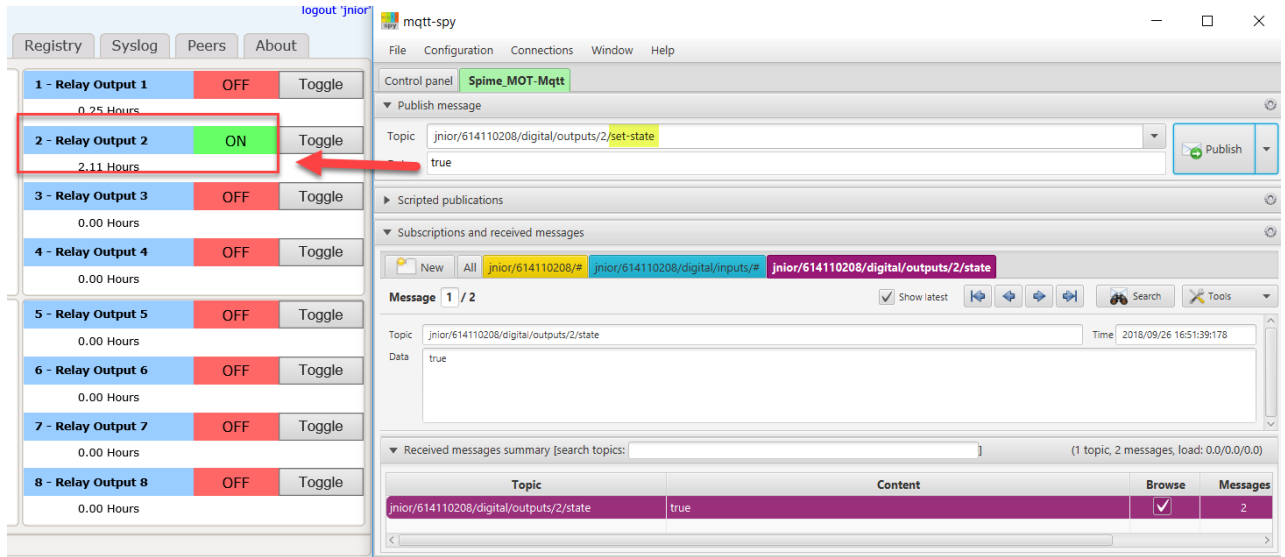 logout 'jnior'
Registry Syslog Peers About
1 - Relay Output 1 OFF Toggle
0.25 Hours
2 - Relay Output 2 ON Toggle
2.11 Hours
3 - Relay Output 3 OFF Toggle
0.00 Hours
4 - Relay Output 4 OFF Toggle
0.00 Hours
5 - Relay Output 5 OFF Toggle
0.00 Hours
6 - Relay Output 6 OFF Toggle
0.00 Hours
7 - Relay Output 7 OFF Toggle
0.00 Hours
8 - Relay Output 8 OFF Toggle
0.00 Hours
spy mqtt-spy
File Configuration Connections Window Help
Control panel Spime_MOT-Mqtt
Publish message
Topic jnior/614110208/digital/outputs/2/set-state Publish
true
Scripted publications
Subscriptions and received messages
New All jnior/614110208/# jnior/614110208/digital/inputs/# jnior/614110208/digital/outputs/2/state
Message 1 / 2 Show latest Search Tools
Topic jnior/614110208/digital/outputs/2/state Time 2018/09/26 16:51:39:178
Data true
Received messages summary [search topics: ] (1 topic, 2 messages, load: 0.0/0.0/0.0)
Topic Content Browse Messages
jnior/614110208/digital/outputs/2/state true 2